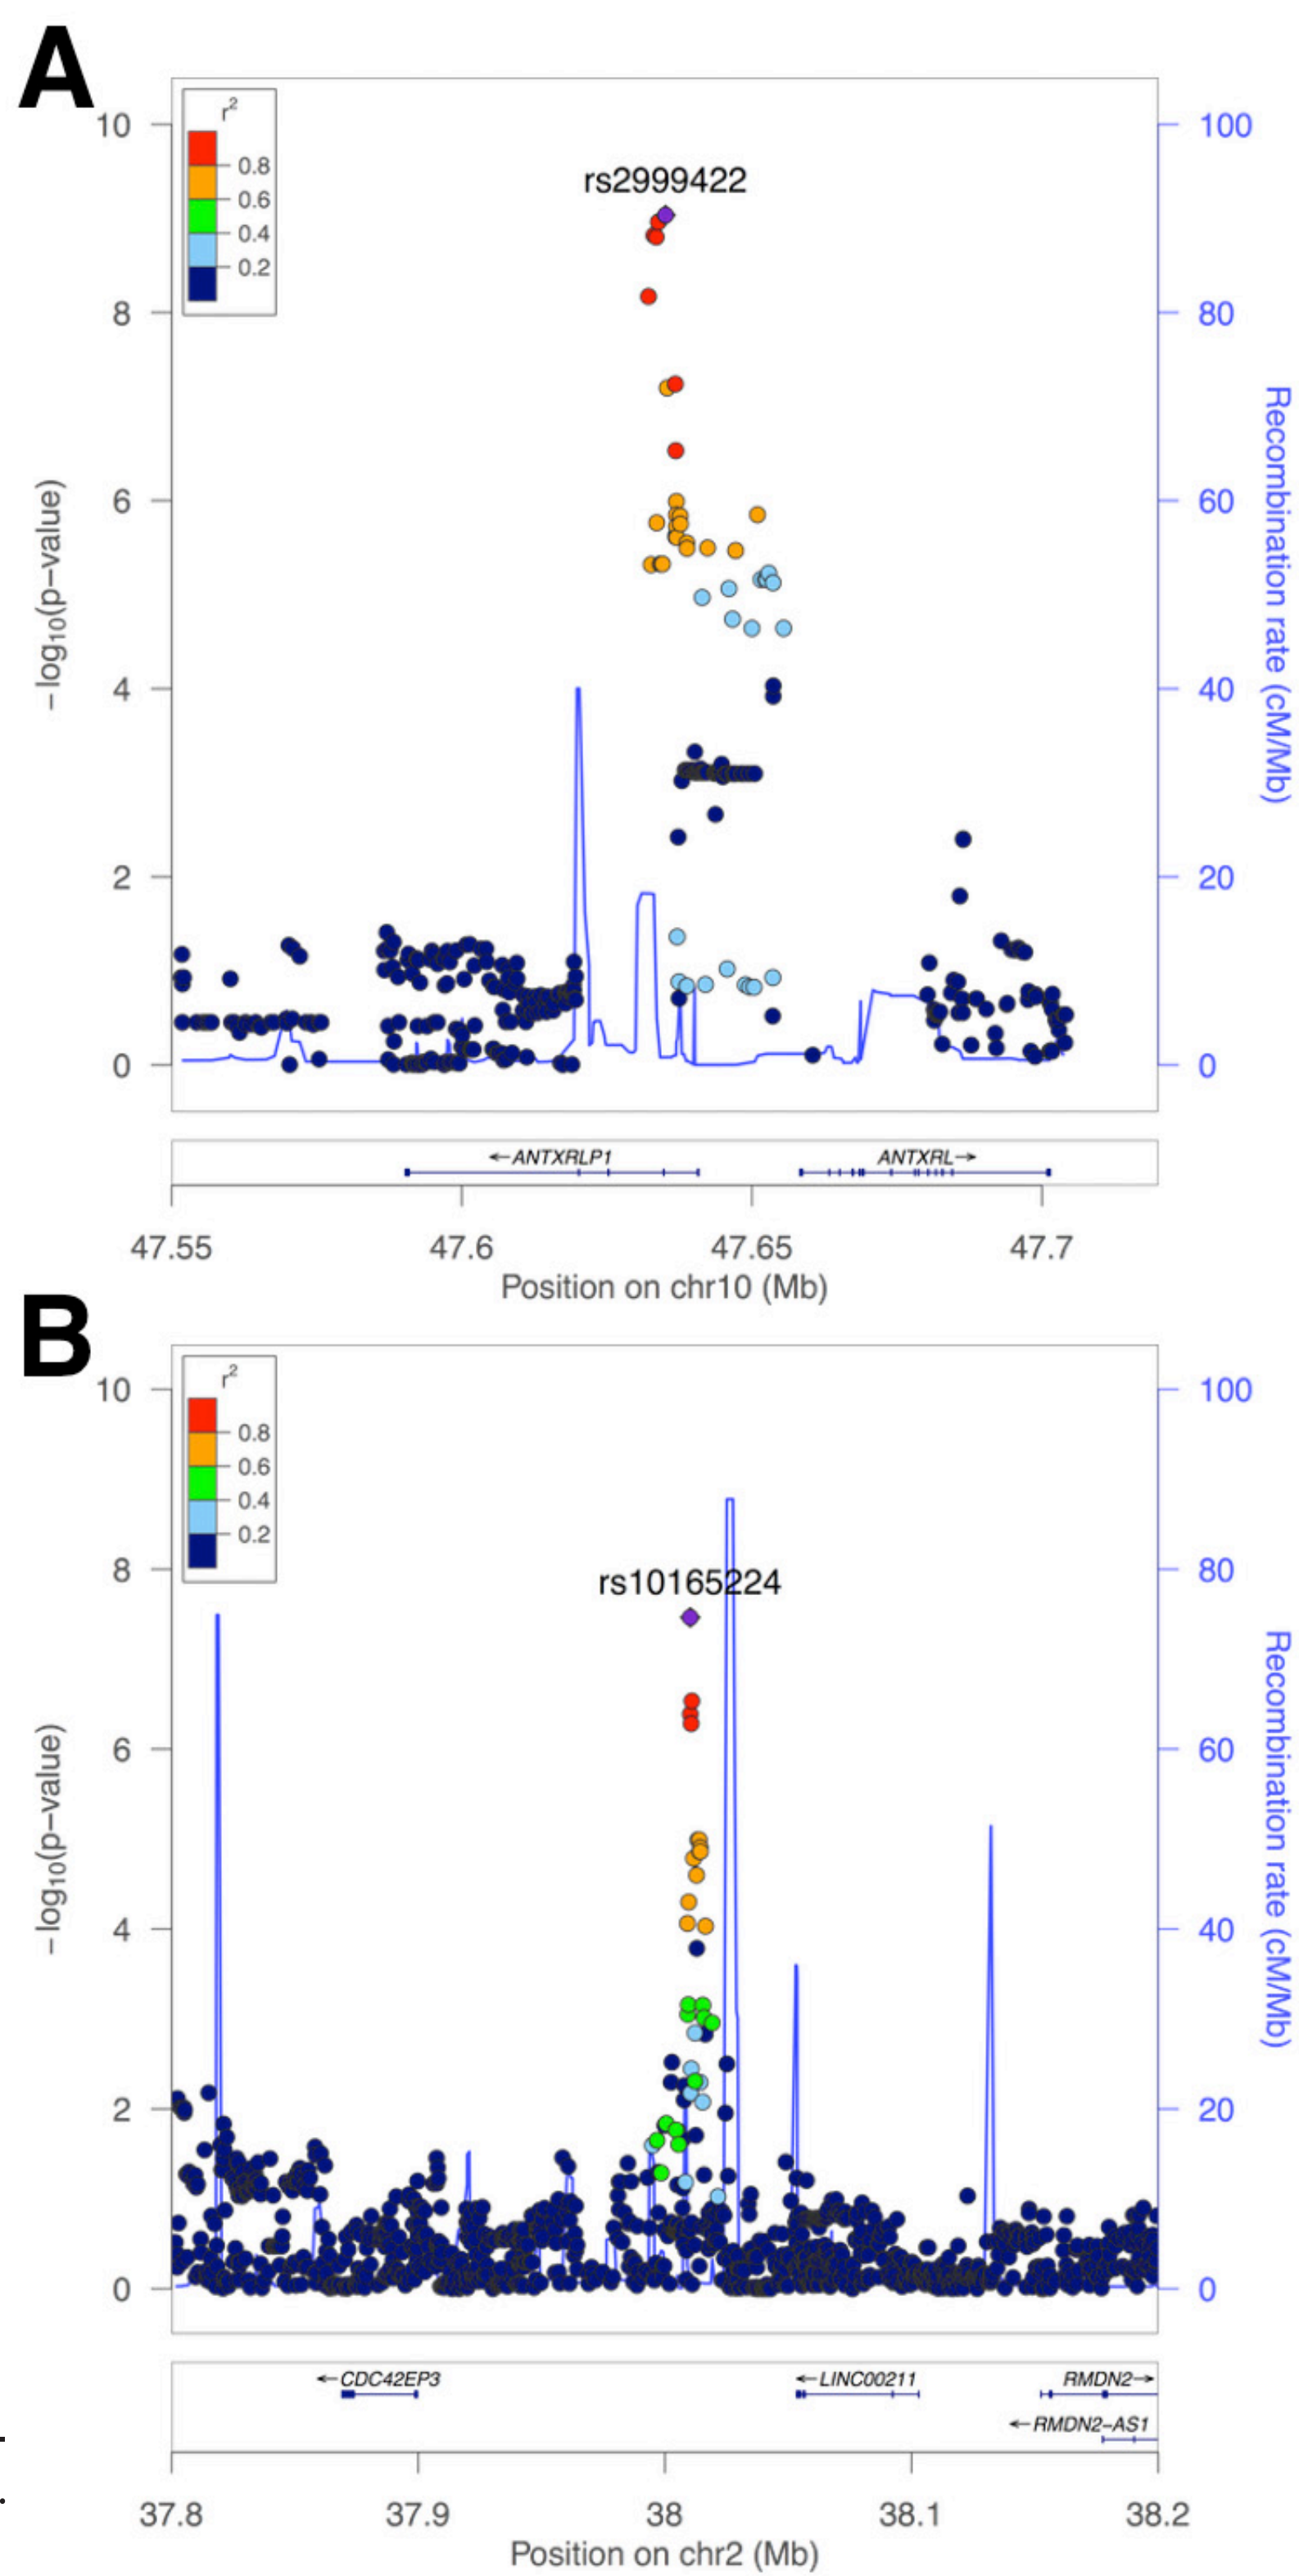 A
r2
0.8
0.6
0.4
0.2
rs2999422
10
8
6
4
2
0
100
80
60
40
20
0
−log10(p−value)
Recombination rate (cM/Mb)
←ANTXRLP1
ANTXRL→
47.55 47.6 47.65 47.7
Position on chr10 (Mb)
B
r2
0.8
0.6
0.4
0.2
rs10165224
10
8
6
4
2
0
100
80
60
40
20
0
−log10(p−value)
Recombination rate (cM/Mb)
←CDC42EP3
←LINC00211
RMDN2→
←RMDN2−AS1
37.8 37.9 38 38.1 38.2
Position on chr2 (Mb)